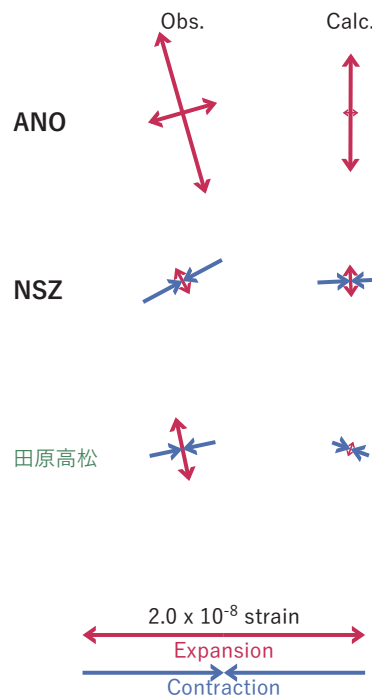 Obs. Calc.
ANO
NSZ
田原高松
2.0 x 10⁻⁸ strain
Expansion
Contraction